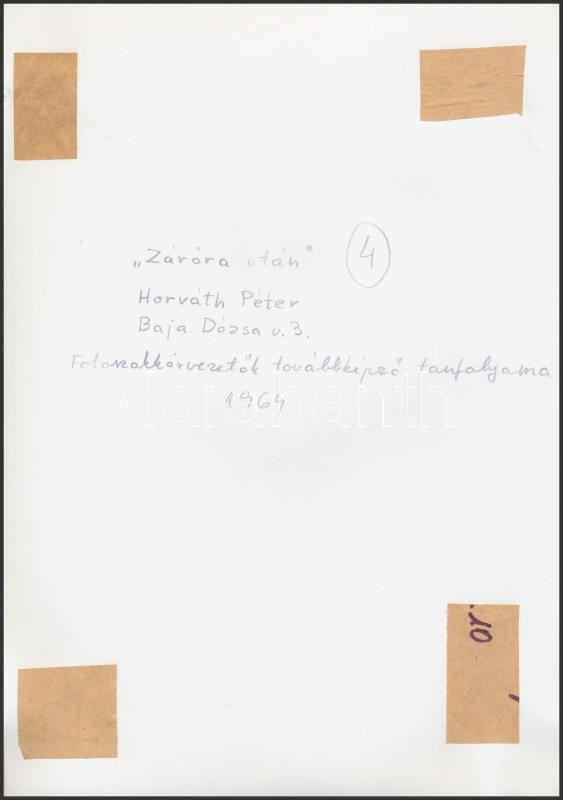 „Záróra után"
4
Horváth Péter
Baja. Dózsa u. 3.
Fotoszakkörvezetők továbbképző tanfolyama
1964
darabanth
or